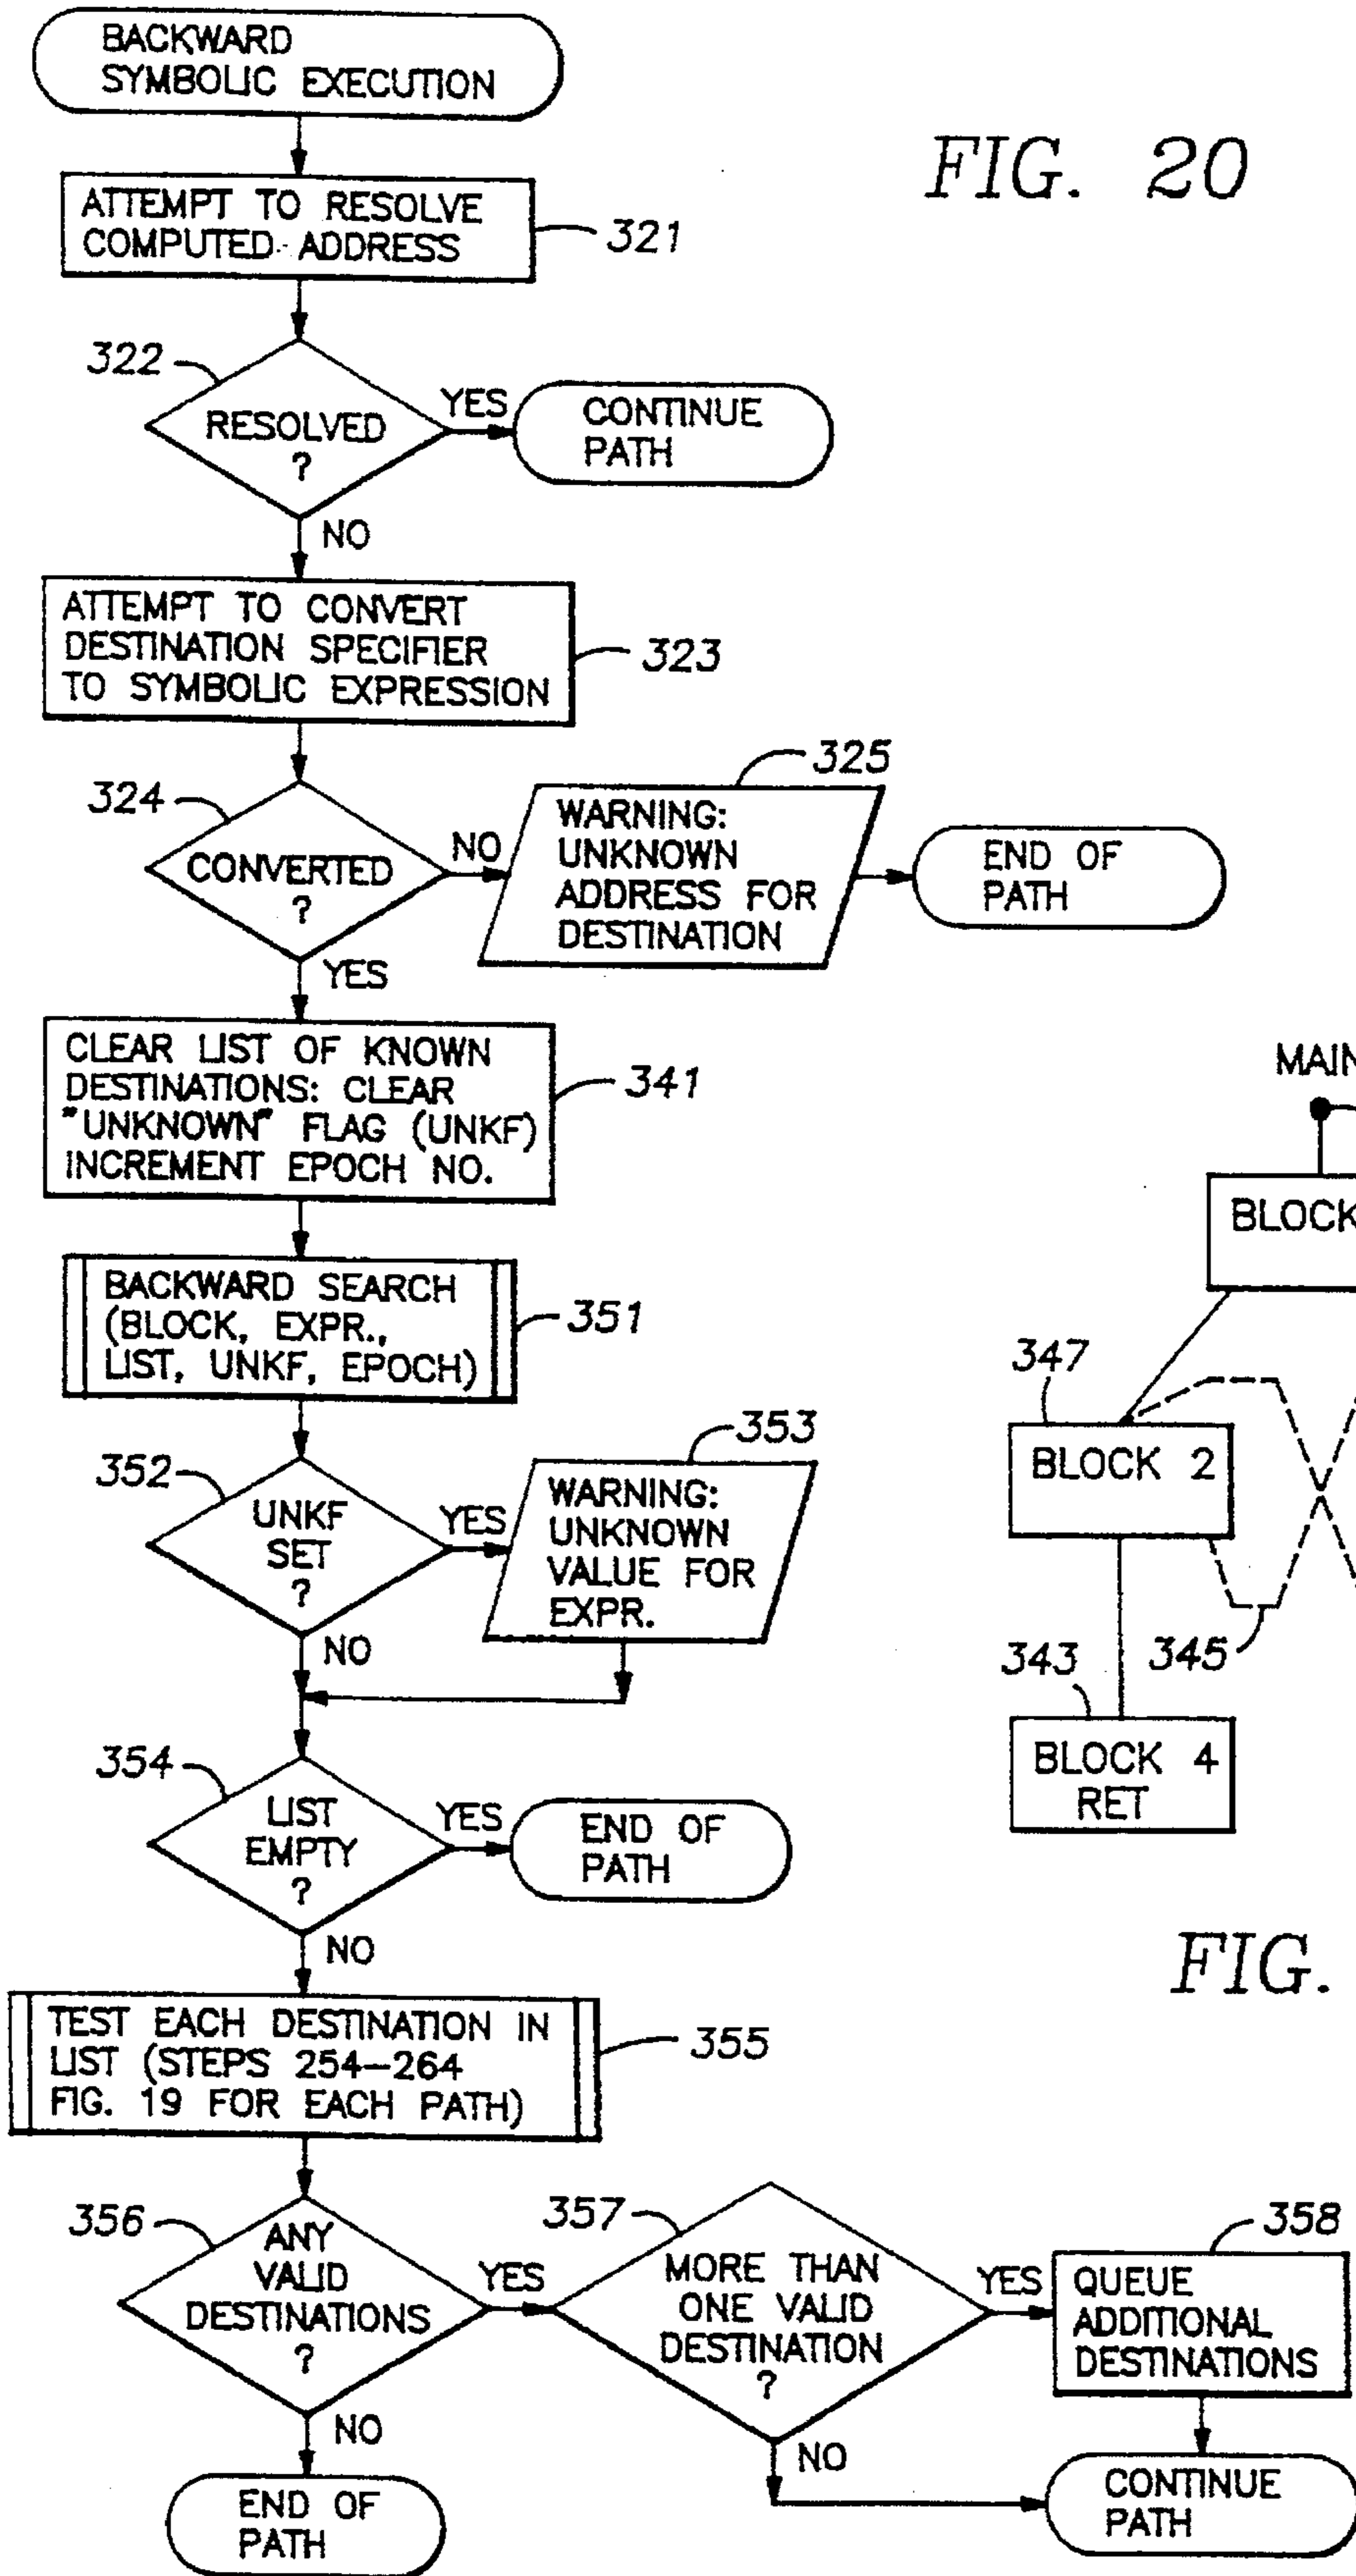 BACKWARD
SYMBOLIC EXECUTION
FIG. 20
ATTEMPT TO RESOLVE
COMPUTED ADDRESS
321
322
RESOLVED
?
YES
CONTINUE
PATH
NO
ATTEMPT TO CONVERT
DESTINATION SPECIFIER
TO SYMBOLIC EXPRESSION
323
324
CONVERTED
?
NO
325
WARNING:
UNKNOWN
ADDRESS FOR
DESTINATION
END OF
PATH
YES
CLEAR LIST OF KNOWN
DESTINATIONS: CLEAR
"UNKNOWN" FLAG (UNKF)
INCREMENT EPOCH NO.
341
BACKWARD SEARCH
(BLOCK, EXPR.,
LIST, UNKF, EPOCH)
351
352
UNKF
SET
?
YES
353
WARNING:
UNKNOWN
VALUE FOR
EXPR.
NO
354
LIST
EMPTY
?
YES
END OF
PATH
NO
TEST EACH DESTINATION IN
LIST (STEPS 254–264
FIG. 19 FOR EACH PATH)
355
356
ANY
VALID
DESTINATIONS
?
YES
357
MORE THAN
ONE VALID
DESTINATION
?
YES
358
QUEUE
ADDITIONAL
DESTINATIONS
NO
END OF
PATH
NO
CONTINUE
PATH
MAIN
BLOCK
347
BLOCK 2
345
343
BLOCK 4
RET
FIG.